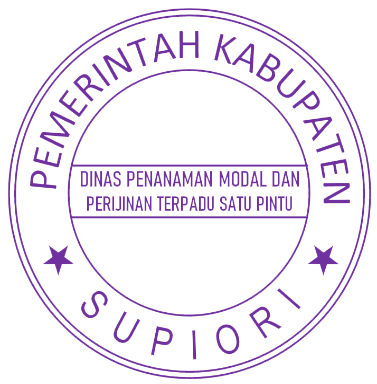 PEMERINTAH KABUPATEN
DINAS PENANAMAN MODAL DAN
PERIJINAN TERPADU SATU PINTU
SUPIORI